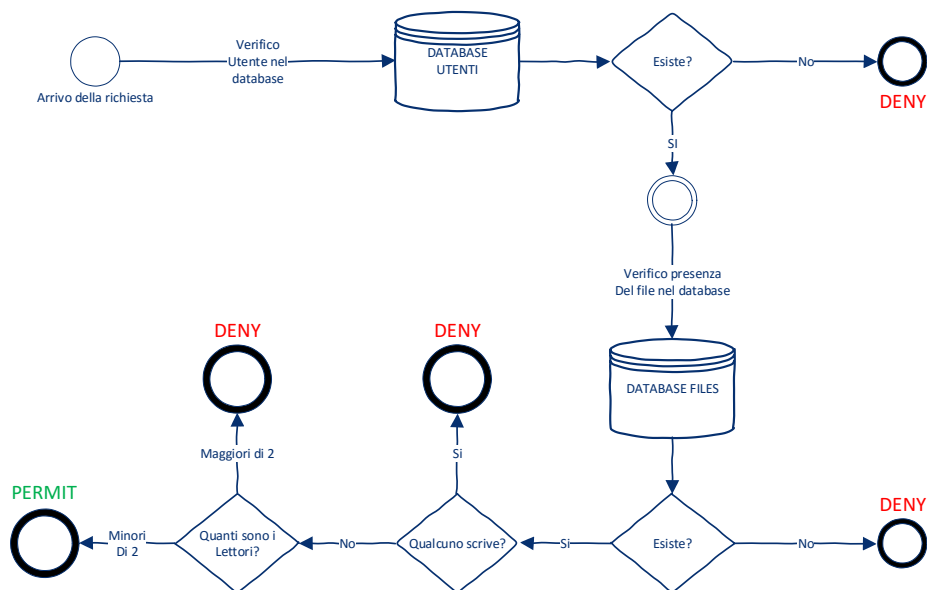 Verifico
Utente nel
database
Arrivo della richiesta
DATABASE
UTENTI
Esiste?
No
DENY
SI
Verifico presenza
Del file nel database
DATABASE FILES
Esiste?
No
DENY
Si
Qualcuno scrive?
Si
DENY
No
Quanti sono i
Lettori?
Maggiori di 2
DENY
Minori
Di 2
PERMIT